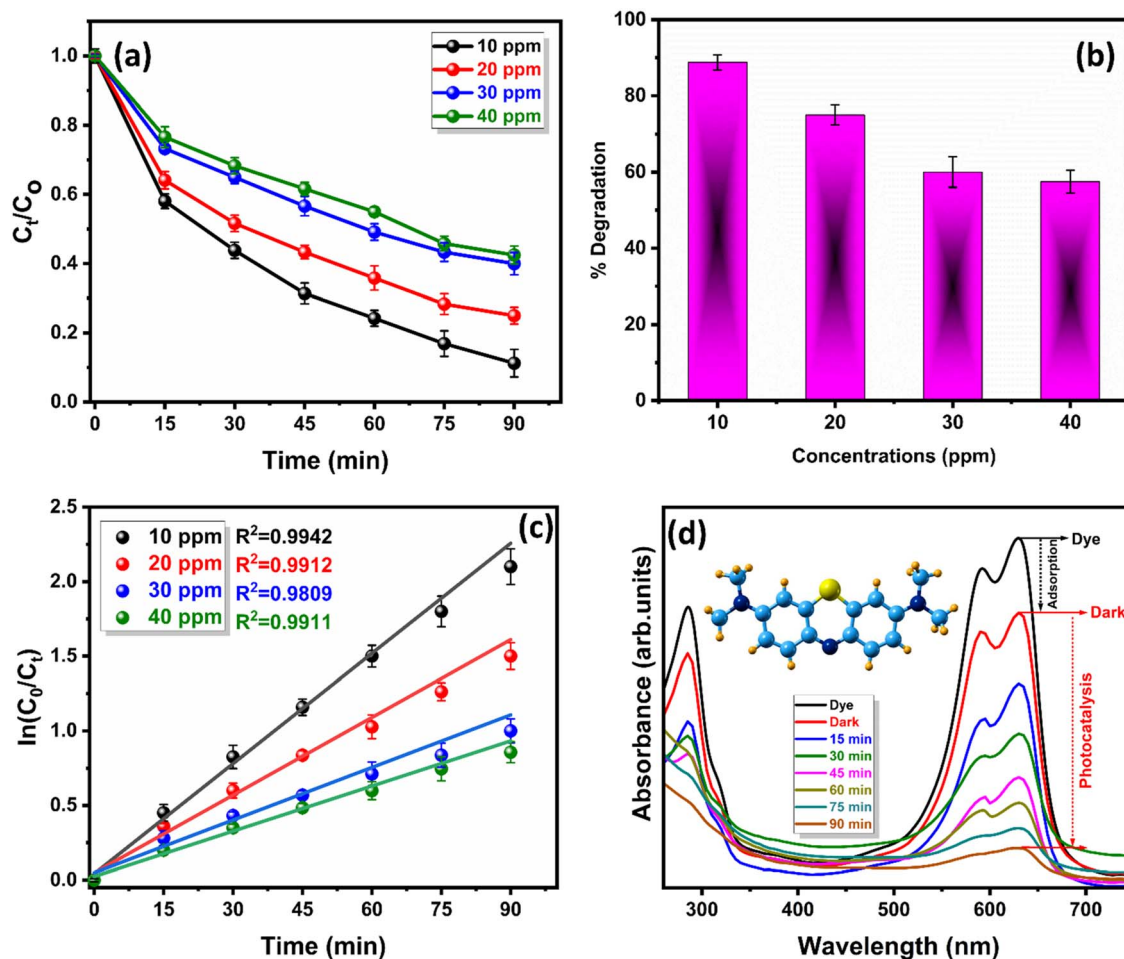 (a)
10 ppm
20 ppm
30 ppm
40 ppm
1.0
0.8
0.6
0.4
0.2
0.0
Cₜ/C₀
0 15 30 45 60 75 90
Time (min)
(b)
100
80
60
40
20
0
% Degradation
10 20 30 40
Concentrations (ppm)
(c)
10 ppm R²=0.9942
20 ppm R²=0.9912
30 ppm R²=0.9809
40 ppm R²=0.9911
2.5
2.0
1.5
1.0
0.5
0.0
ln(C₀/Cₜ)
0 15 30 45 60 75 90
Time (min)
(d)
Dye
Adsorption
Dark
Photocatalysis
Dye
Dark
15 min
30 min
45 min
60 min
75 min
90 min
Absorbance (arb.units)
300 400 500 600 700
Wavelength (nm)